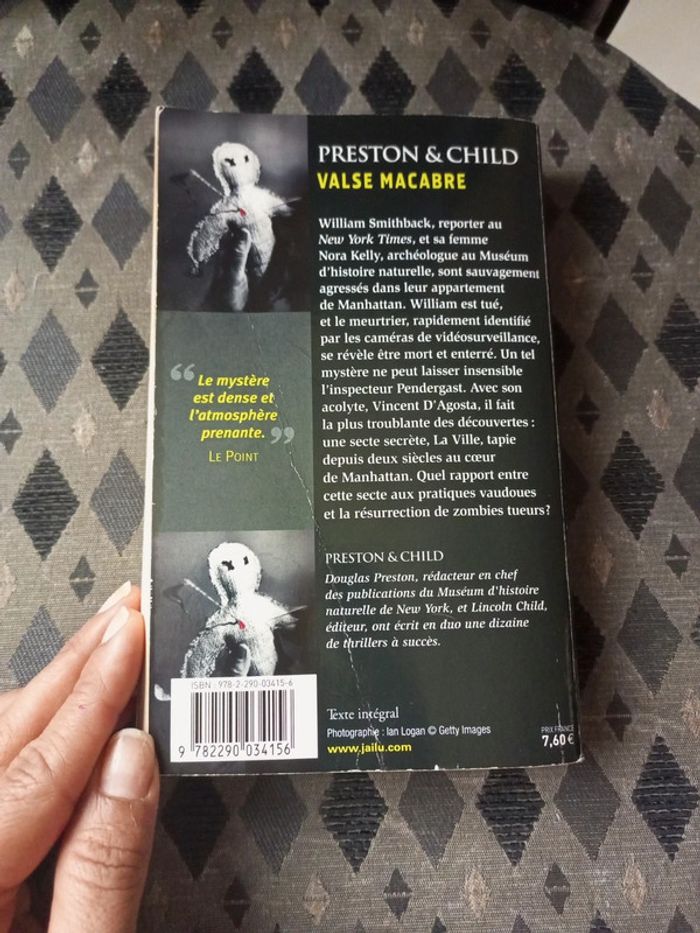 PRESTON & CHILD
VALSE MACABRE
William Smithback, reporter au
New York Times, et sa femme
Nora Kelly, archéologue au Muséum
d'histoire naturelle, sont sauvagement
agressés dans leur appartement
de Manhattan. William est tué,
et le meurtrier, rapidement identifié
par les caméras de vidéosurveillance,
se révèle être mort et enterré. Un tel
mystère ne peut laisser insensible
l'inspecteur Pendergast. Avec son
acolyte, Vincent D'Agosta, il fait
la plus troublante des découvertes :
une secte secrète, La Ville, tapie
depuis deux siècles au cœur
de Manhattan. Quel rapport entre
cette secte aux pratiques vaudoues
et la résurrection de zombies tueurs ?
“ Le mystère
est dense et
l'atmosphère
prenante. ”
LE POINT
PRESTON & CHILD
Douglas Preston, rédacteur en chef
des publications du Muséum d'histoire
naturelle de New York, et Lincoln Child,
éditeur, ont écrit en duo une dizaine
de thrillers à succès.
ISBN : 978-2-290-03415-6
9 782290 034156
Texte intégral
Photographie : Ian Logan © Getty Images
www.jailu.com
PRIX FRANCE
7,60 €